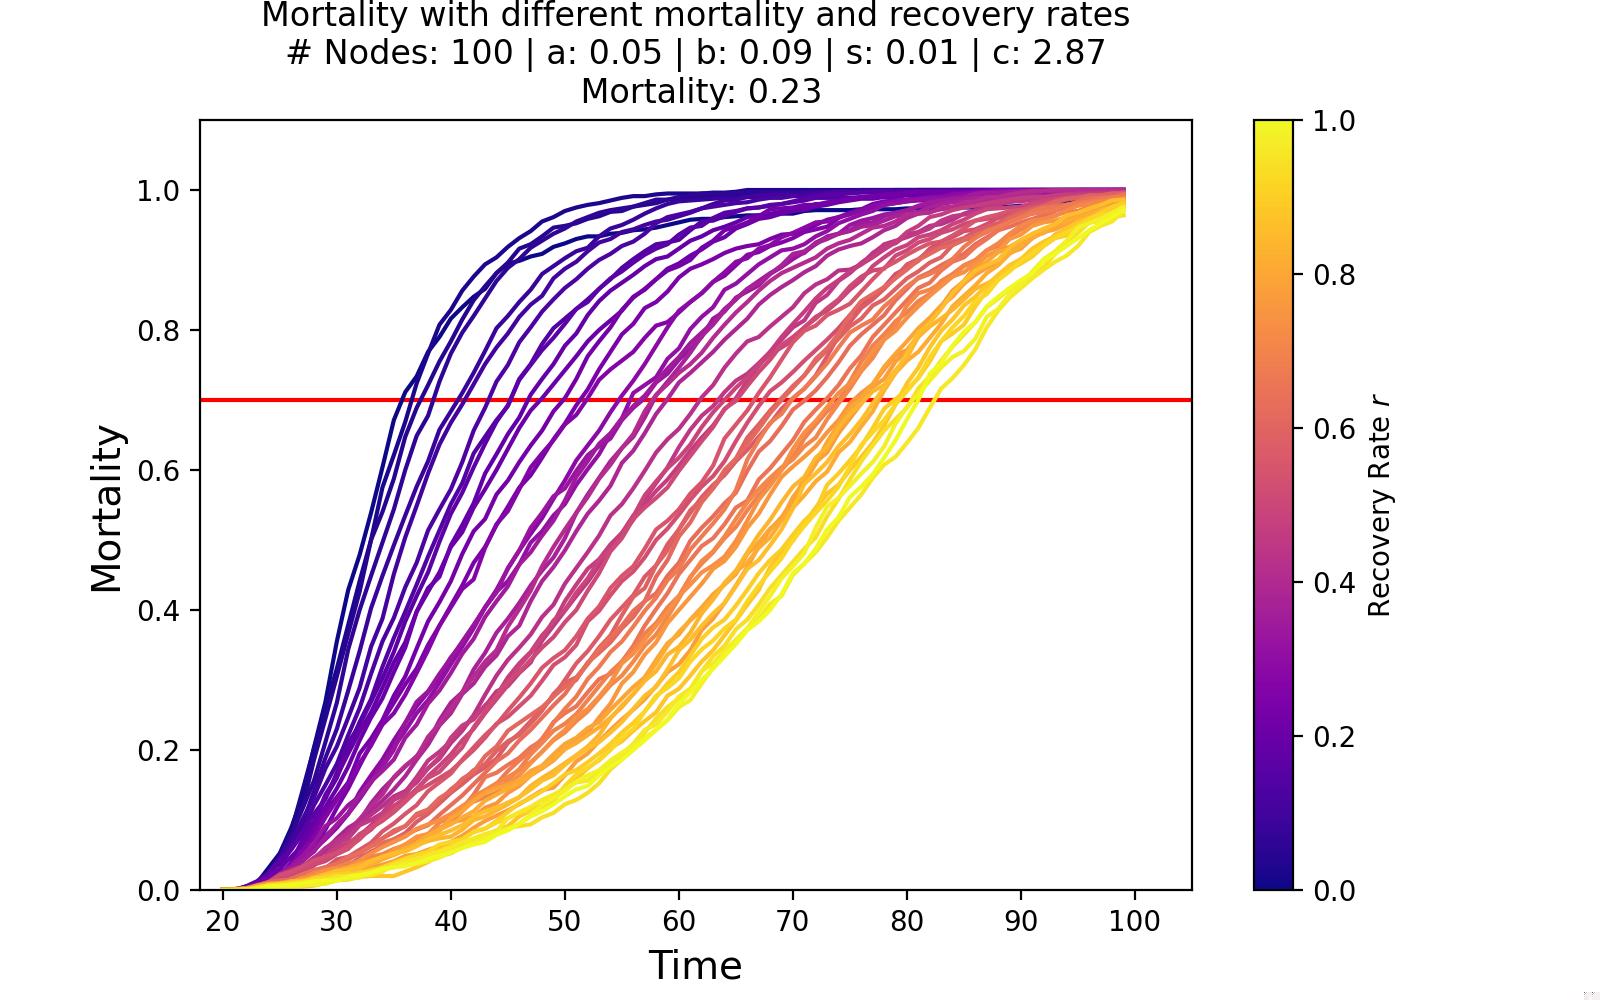 Mortality with different mortality and recovery rates
# Nodes: 100 | a: 0.05 | b: 0.09 | s: 0.01 | c: 2.87
Mortality: 0.23
Mortality
1.0
0.8
0.6
0.4
0.2
0.0
20 30 40 50 60 70 80 90 100
Time
1.0
0.8
0.6
0.4
0.2
0.0
Recovery Rate r